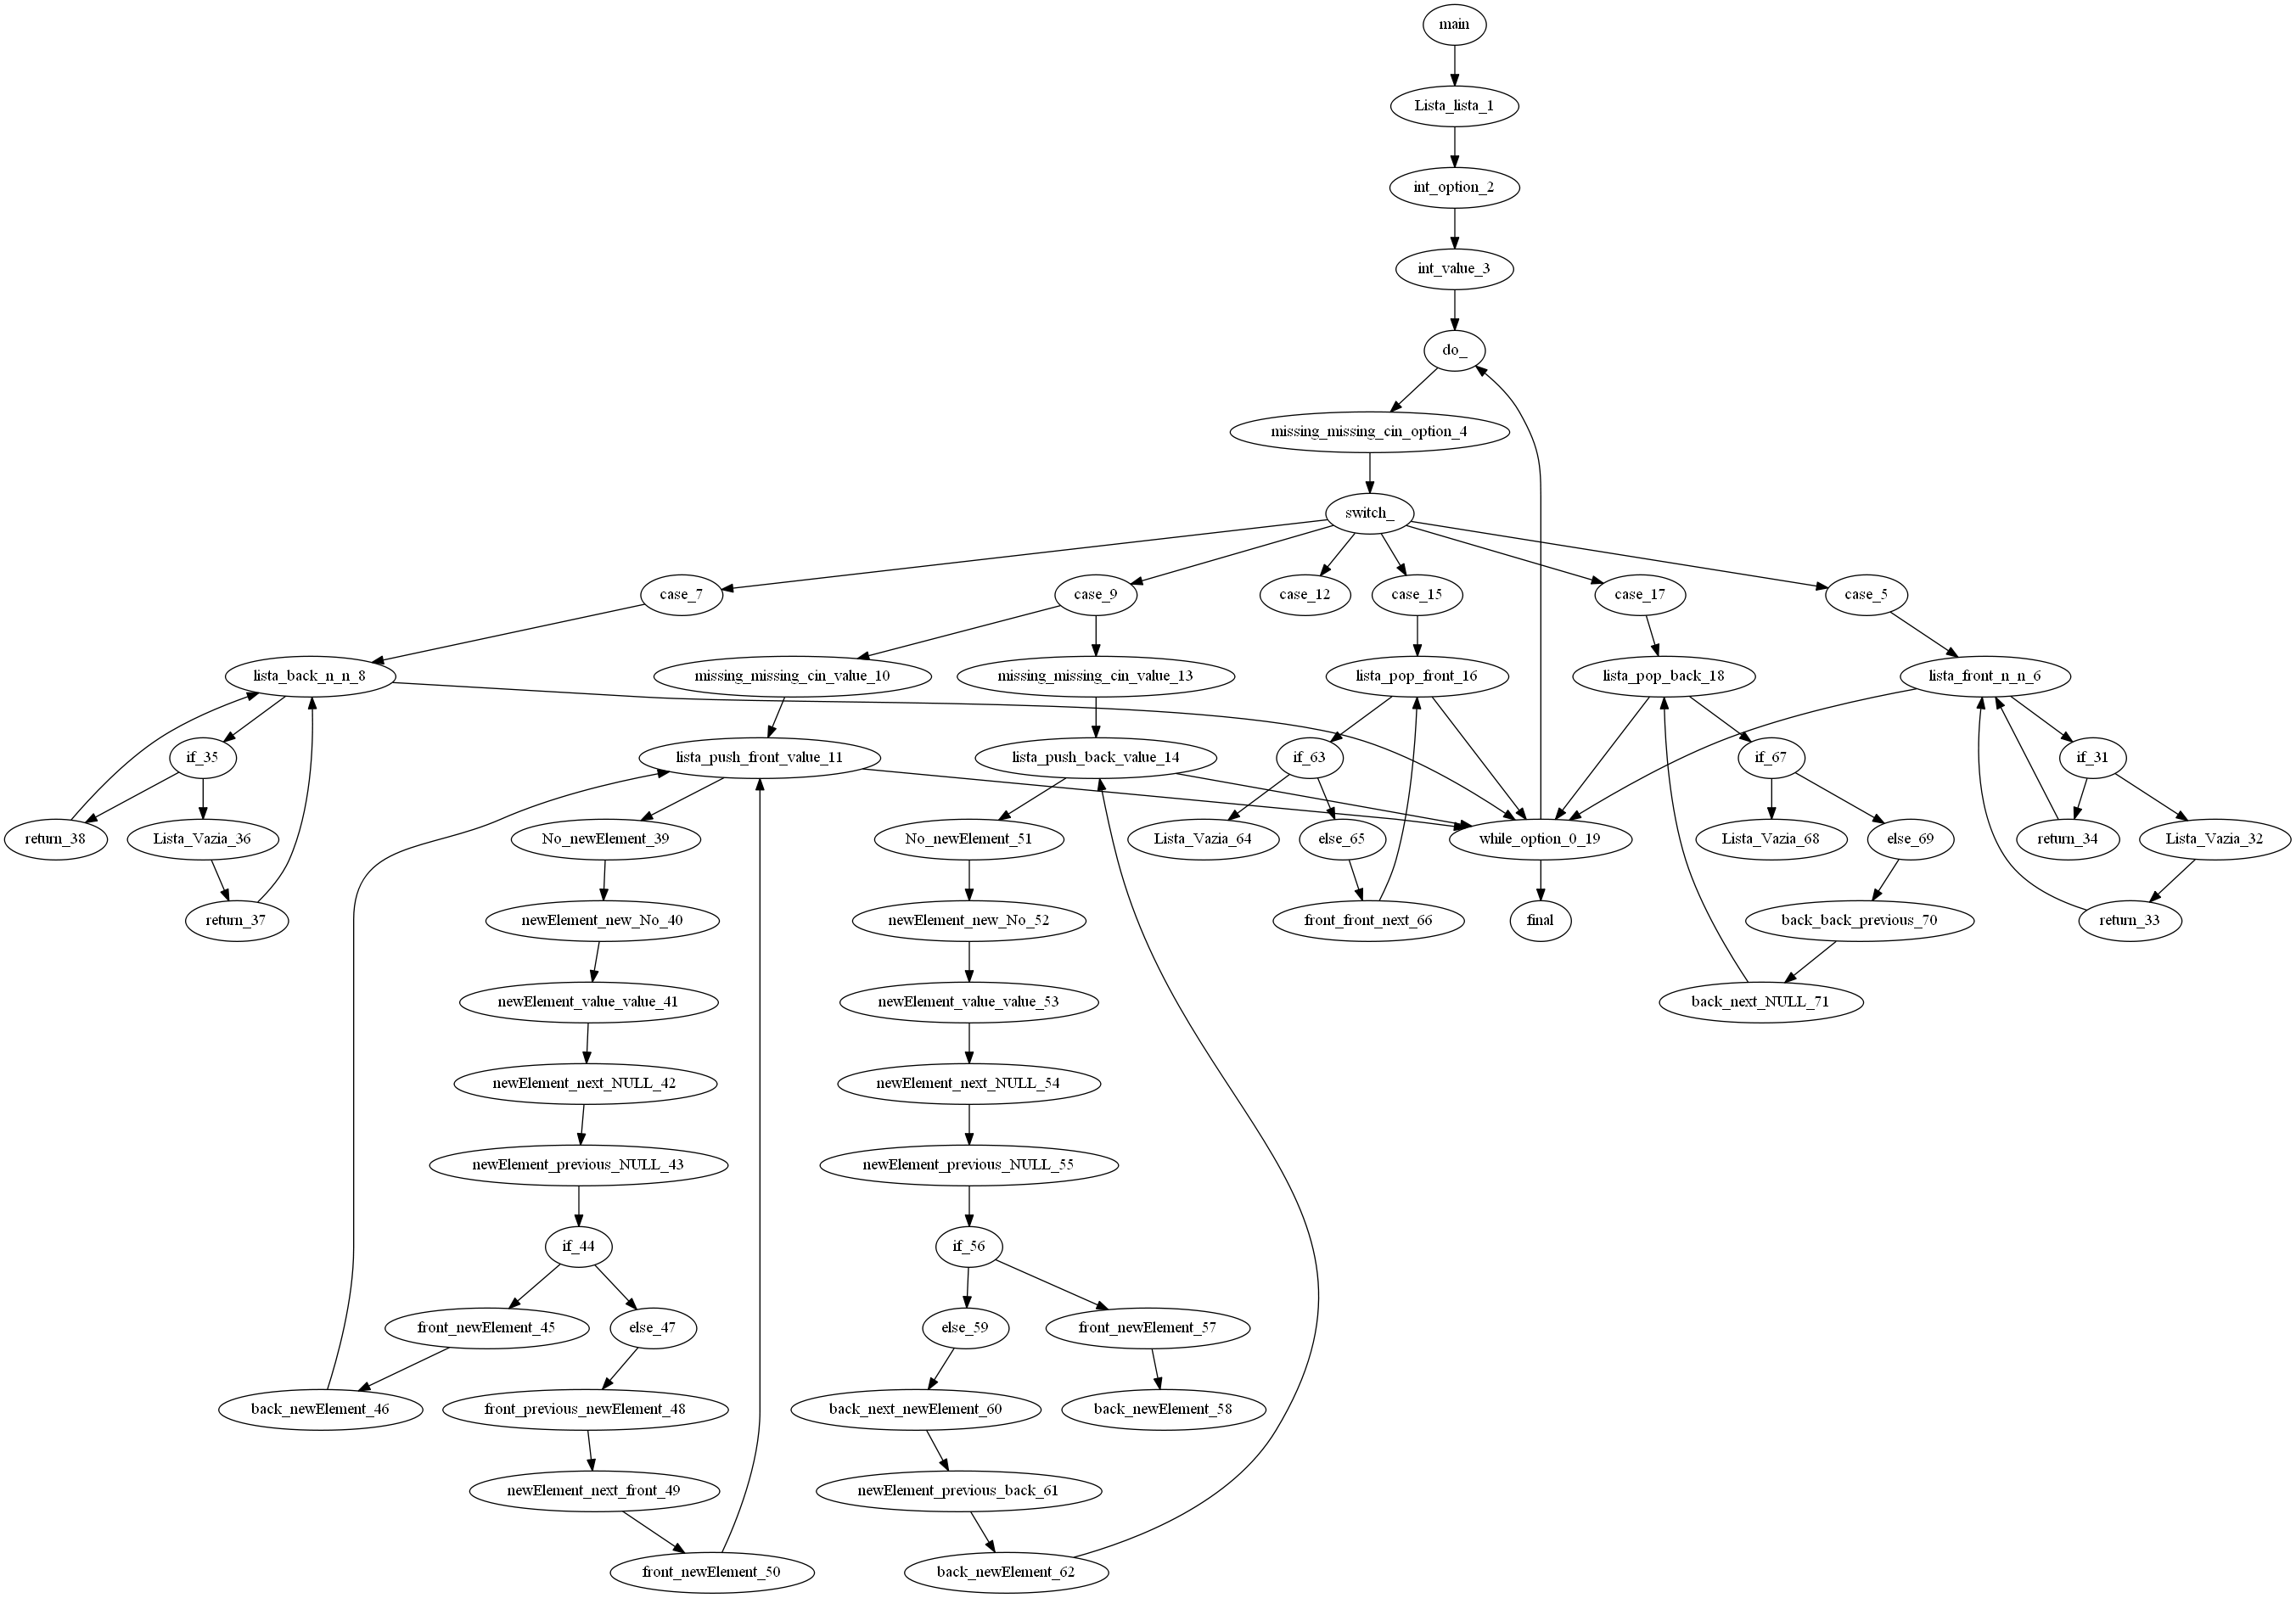 main
Lista_lista_1
int_option_2
int_value_3
do_
missing_missing_cin_option_4
switch_
case_7
case_9
case_12
case_15
case_17
case_5
lista_back_n_n_8
missing_missing_cin_value_10
missing_missing_cin_value_13
lista_pop_front_16
lista_pop_back_18
lista_front_n_n_6
if_35
lista_push_front_value_11
lista_push_back_value_14
if_63
if_67
if_31
return_38
Lista_Vazia_36
No_newElement_39
No_newElement_51
Lista_Vazia_64
else_65
while_option_0_19
Lista_Vazia_68
else_69
return_34
Lista_Vazia_32
return_37
newElement_new_No_40
newElement_new_No_52
front_front_next_66
final
back_back_previous_70
return_33
newElement_value_value_41
newElement_value_value_53
back_next_NULL_71
newElement_next_NULL_42
newElement_next_NULL_54
newElement_previous_NULL_43
newElement_previous_NULL_55
if_44
if_56
front_newElement_45
else_47
else_59
front_newElement_57
back_newElement_46
front_previous_newElement_48
back_next_newElement_60
back_newElement_58
newElement_next_front_49
newElement_previous_back_61
front_newElement_50
back_newElement_62